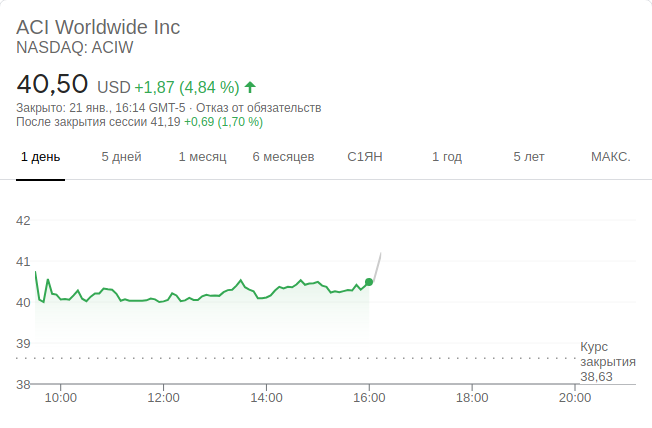 ACI Worldwide Inc
NASDAQ: ACIW
40,50 USD +1,87 (4,84 %)
Закрыто: 21 янв., 16:14 GMT-5 · Отказ от обязательств
После закрытия сессии 41,19 +0,69 (1,70 %)
1 день 5 дней 1 месяц 6 месяцев С1ЯН 1 год 5 лет МАКС.
42
41
40
39
Курс
закрытия
38,63
38
10:00 12:00 14:00 16:00 18:00 20:00